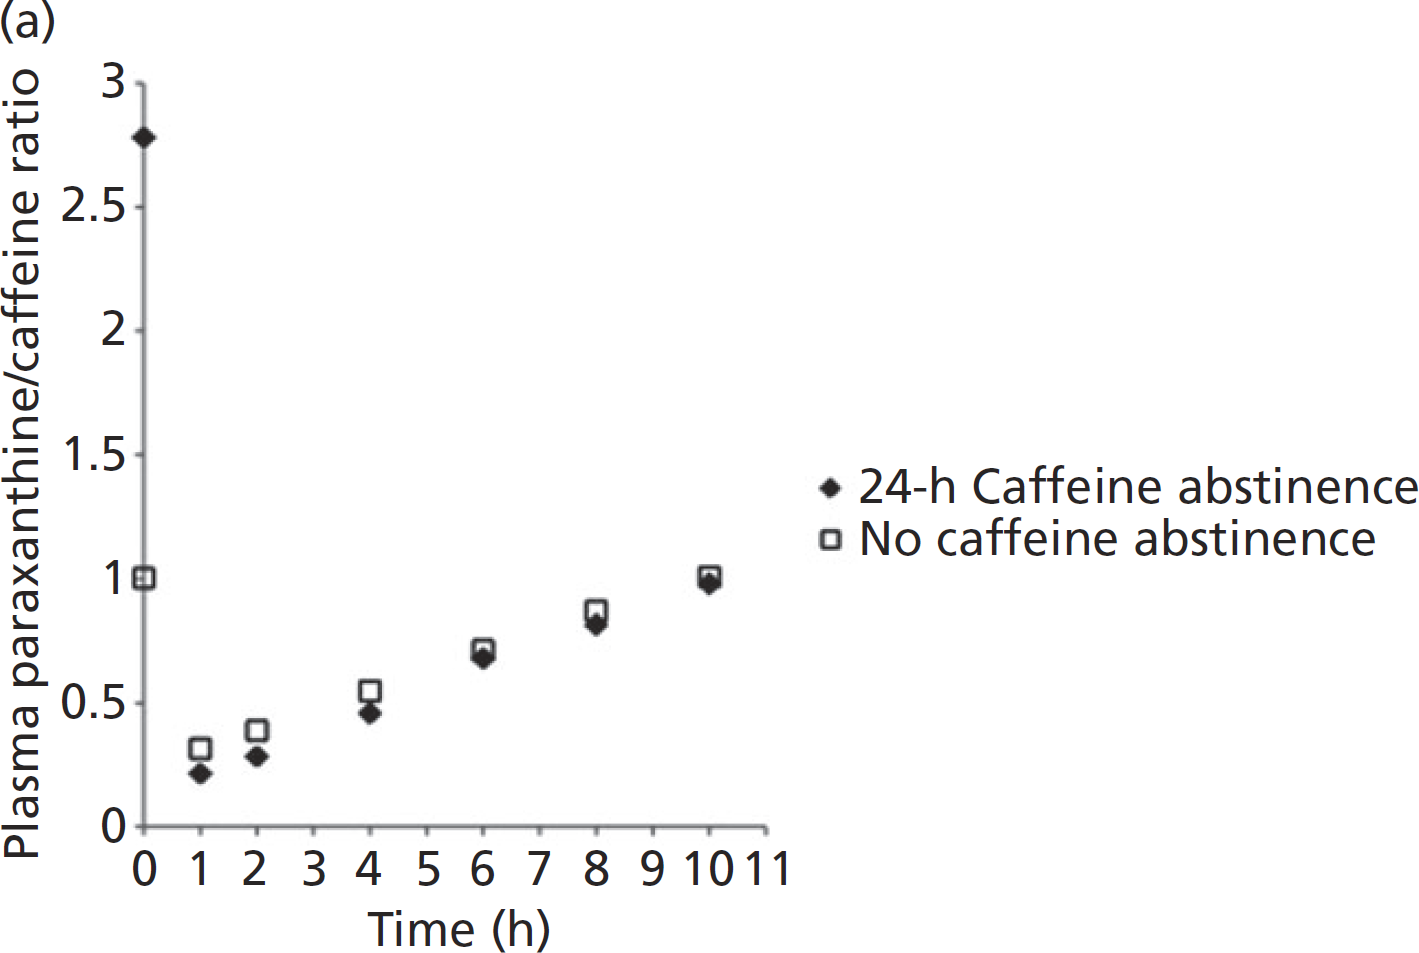 (a)
Plasma paraxanthine/caffeine ratio
3
2.5
2
1.5
1
0.5
0
0 1 2 3 4 5 6 7 8 9 10 11
Time (h)
24-h Caffeine abstinence
No caffeine abstinence